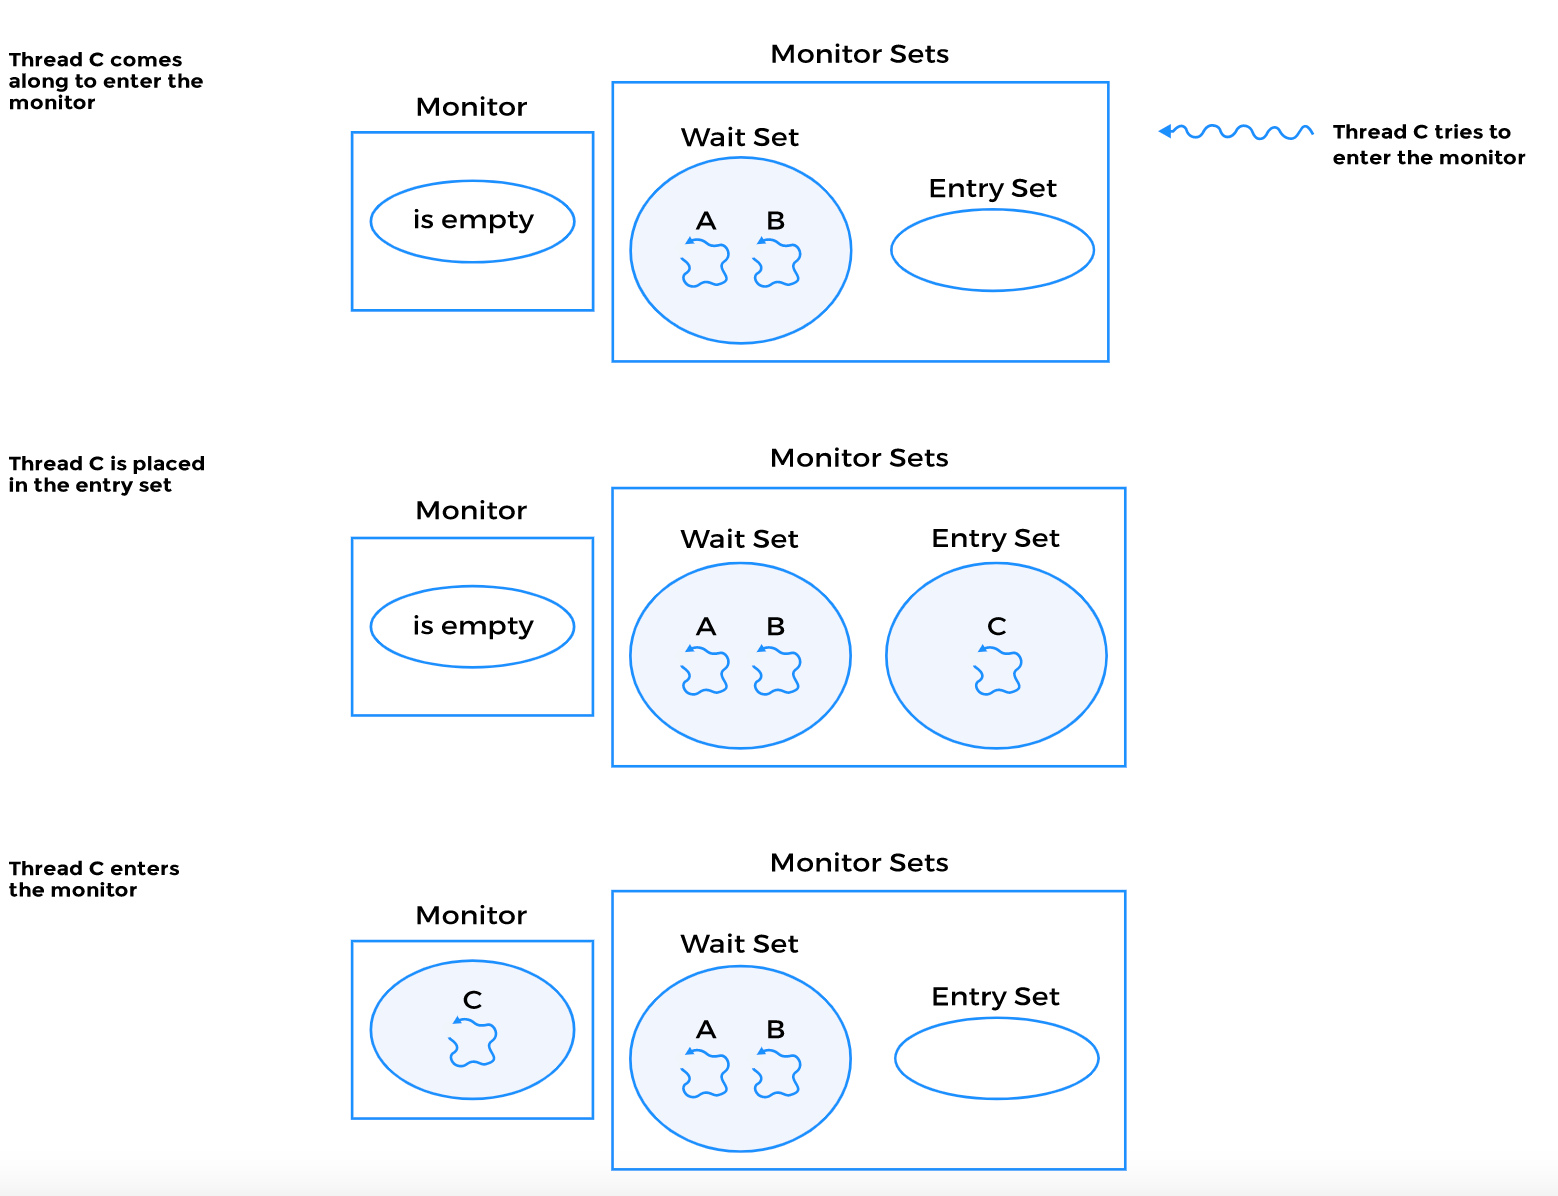 Thread C comes
along to enter the
monitor
Monitor Sets
Monitor
Wait Set
Entry Set
is empty
A B
Thread C tries to
enter the monitor
Thread C is placed
in the entry set
Monitor Sets
Monitor
Wait Set
Entry Set
is empty
A B
C
Thread C enters
the monitor
Monitor Sets
Monitor
Wait Set
Entry Set
C
A B